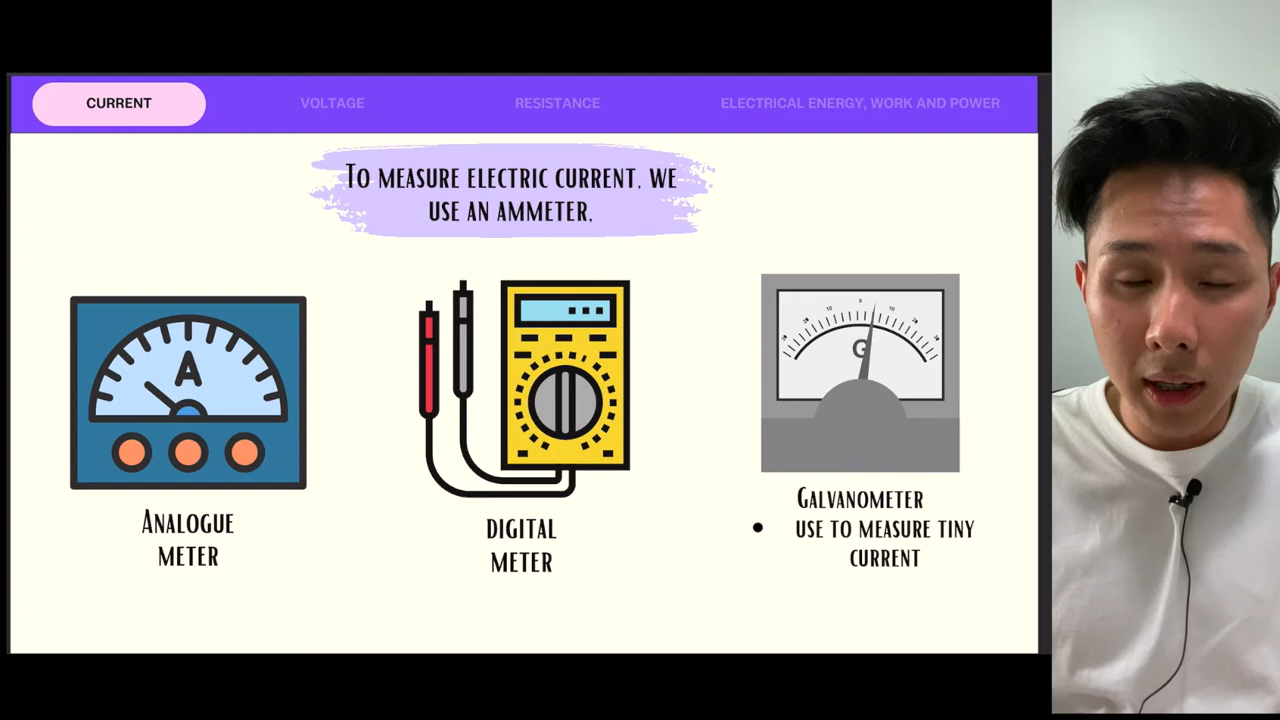 CURRENT
VOLTAGE
RESISTANCE
ELECTRICAL ENERGY, WORK AND POWER
TO MEASURE ELECTRIC CURRENT, WE
USE AN AMMETER,
A
G
ANALOGUE
METER
DIGITAL
METER
GALVANOMETER
• USE TO MEASURE TINY
CURRENT